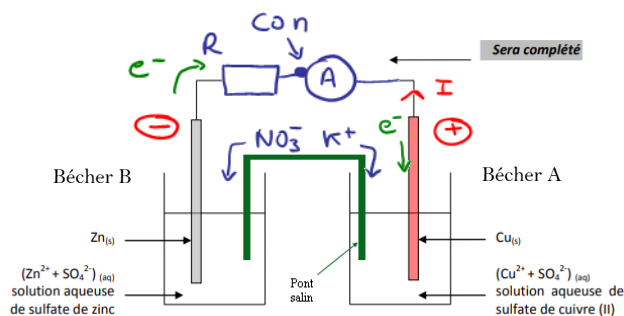 Con
R
A
Sera complété
e⁻
I
−
NO₃⁻ K⁺
e⁻
+
Bécher B
Bécher A
Zn(s)
Cu(s)
(Zn²⁺ + SO₄²⁻) (aq)
solution aqueuse
de sulfate de zinc
Pont
salin
(Cu²⁺ + SO₄²⁻) (aq)
solution aqueuse de
sulfate de cuivre (II)